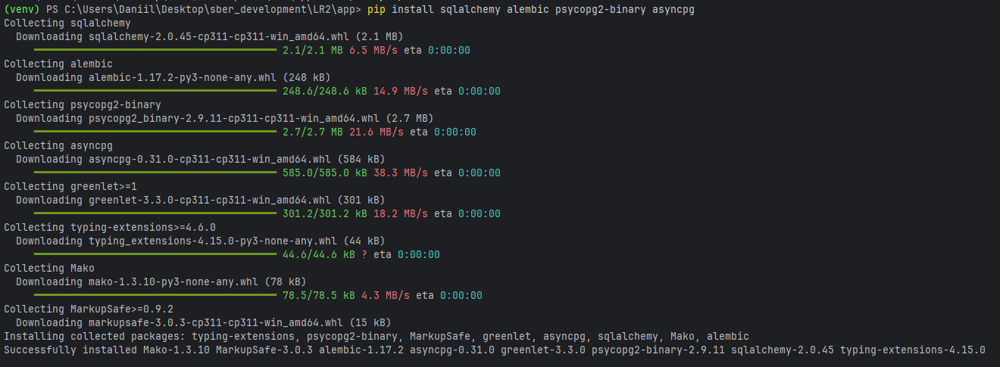 (venv) PS C:\Users\Daniil\Desktop\sber_development\LR2\app> pip install sqlalchemy alembic psycopg2-binary asyncpg
Collecting sqlalchemy
Downloading sqlalchemy-2.0.45-cp311-cp311-win_amd64.whl (2.1 MB)
2.1/2.1 MB 6.5 MB/s eta 0:00:00
Collecting alembic
Downloading alembic-1.17.2-py3-none-any.whl (248 kB)
248.6/248.6 kB 14.9 MB/s eta 0:00:00
Collecting psycopg2-binary
Downloading psycopg2_binary-2.9.11-cp311-cp311-win_amd64.whl (2.7 MB)
2.7/2.7 MB 21.6 MB/s eta 0:00:00
Collecting asyncpg
Downloading asyncpg-0.31.0-cp311-cp311-win_amd64.whl (584 kB)
585.0/585.0 kB 38.3 MB/s eta 0:00:00
Collecting greenlet>=1
Downloading greenlet-3.3.0-cp311-cp311-win_amd64.whl (301 kB)
301.2/301.2 kB 18.2 MB/s eta 0:00:00
Collecting typing-extensions>=4.6.0
Downloading typing_extensions-4.15.0-py3-none-any.whl (44 kB)
44.6/44.6 kB ? eta 0:00:00
Collecting Mako
Downloading mako-1.3.10-py3-none-any.whl (78 kB)
78.5/78.5 kB 4.3 MB/s eta 0:00:00
Collecting MarkupSafe>=0.9.2
Downloading markupsafe-3.0.3-cp311-cp311-win_amd64.whl (15 kB)
Installing collected packages: typing-extensions, psycopg2-binary, MarkupSafe, greenlet, asyncpg, sqlalchemy, Mako, alembic
Successfully installed Mako-1.3.10 MarkupSafe-3.0.3 alembic-1.17.2 asyncpg-0.31.0 greenlet-3.3.0 psycopg2-binary-2.9.11 sqlalchemy-2.0.45 typing-extensions-4.15.0